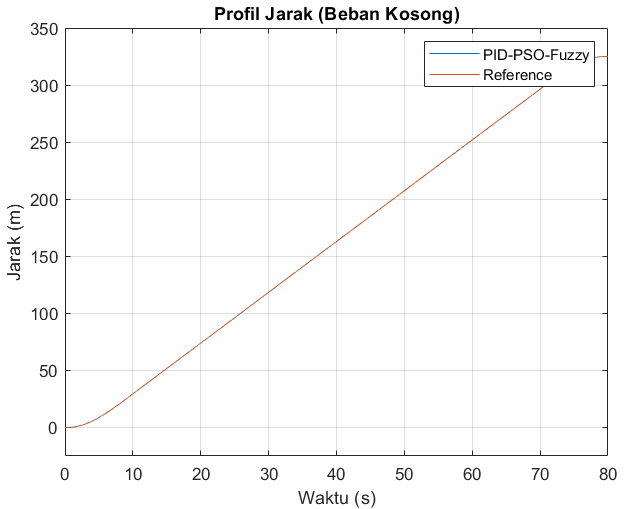 Profil Jarak (Beban Kosong)
PID-PSO-Fuzzy
Reference
350
300
250
200
150
100
50
0
Jarak (m)
0 10 20 30 40 50 60 70 80
Waktu (s)